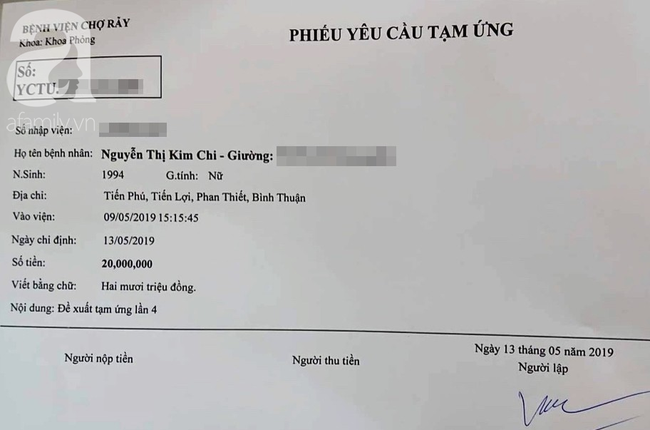 BỆNH VIỆN CHỢ RẪY
Khoa: Khoa Phỏng
PHIẾU YÊU CẦU TẠM ỨNG
Số:
YCTU:
afamily.vn
Số nhập viện:
Họ tên bệnh nhân: Nguyễn Thị Kim Chi - Giường:
N.Sinh: 1994 G.tính: Nữ
Địa chỉ: Tiến Phú, Tiến Lợi, Phan Thiết, Bình Thuận
Vào viện: 09/05/2019 15:15:45
Ngày chỉ định: 13/05/2019
Số tiền: 20,000,000
Viết bằng chữ: Hai mươi triệu đồng.
Nội dung: Đề xuất tạm ứng lần 4
Ngày 13 tháng 05 năm 2019
Người nộp tiền Người thu tiền Người lập